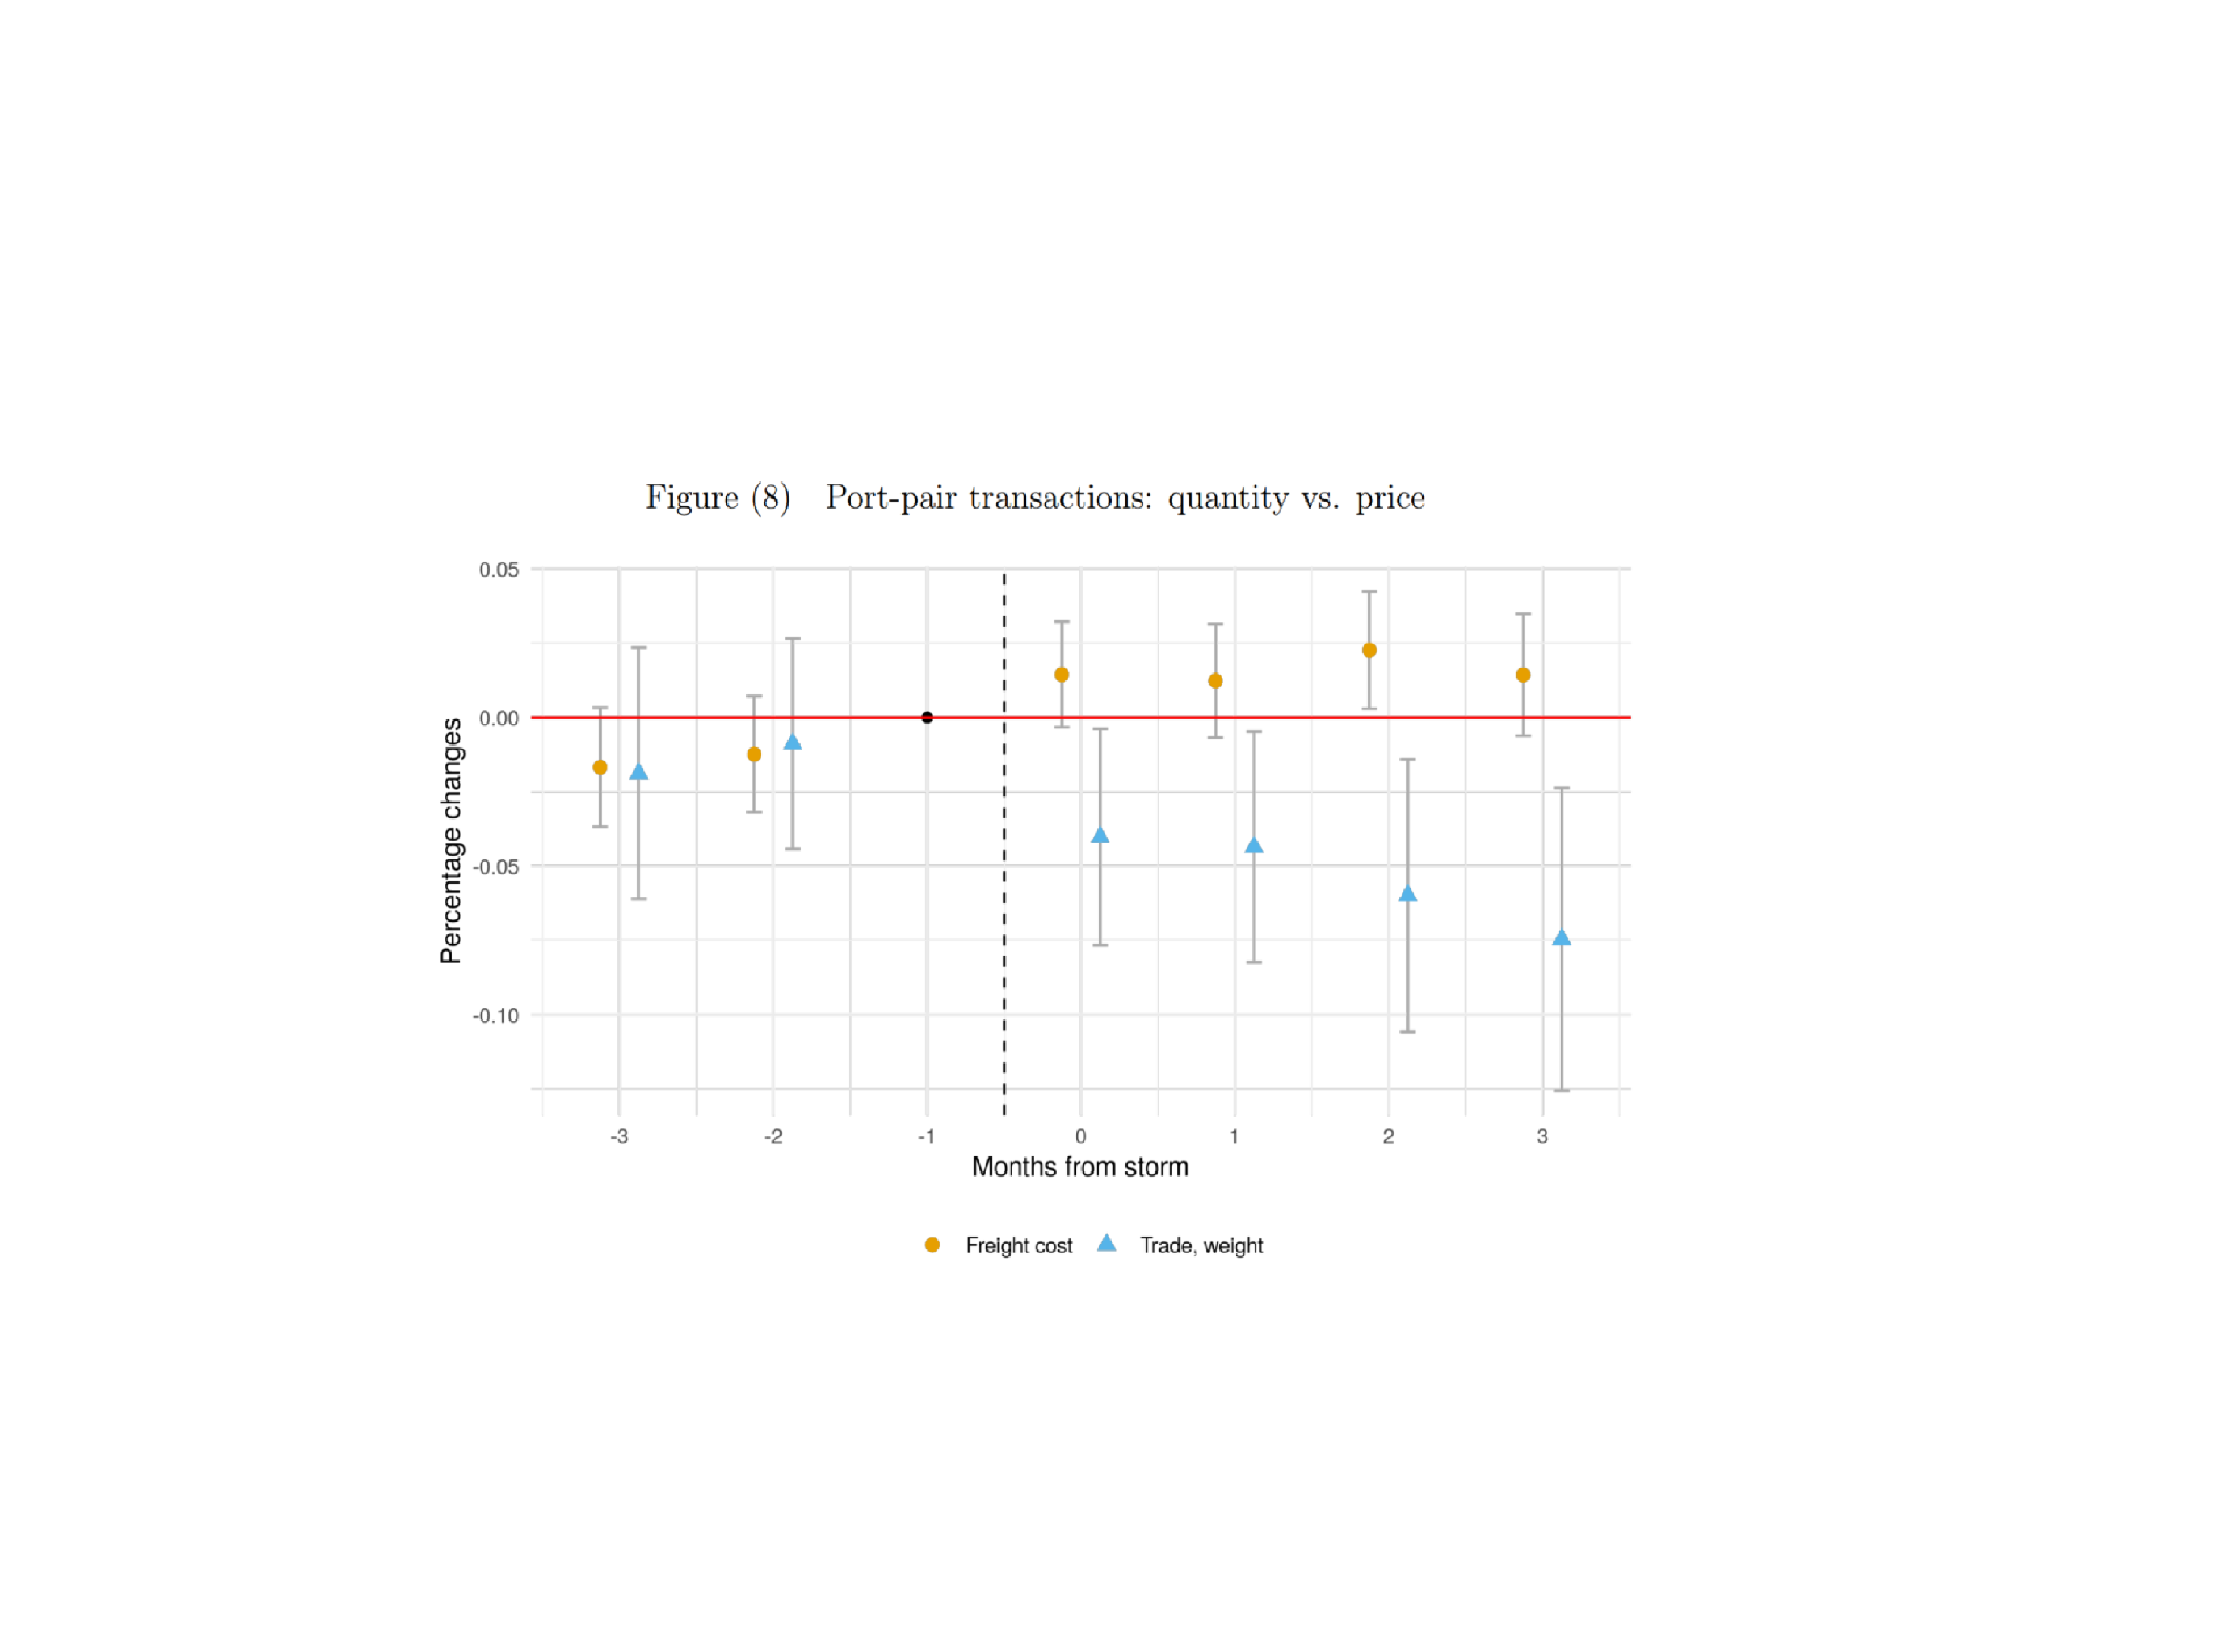 Figure (8) Port-pair transactions: quantity vs. price
0.05
0.00
-0.05
-0.10
Percentage changes
-3 -2 -1 0 1 2 3
Months from storm
Freight cost Trade, weight